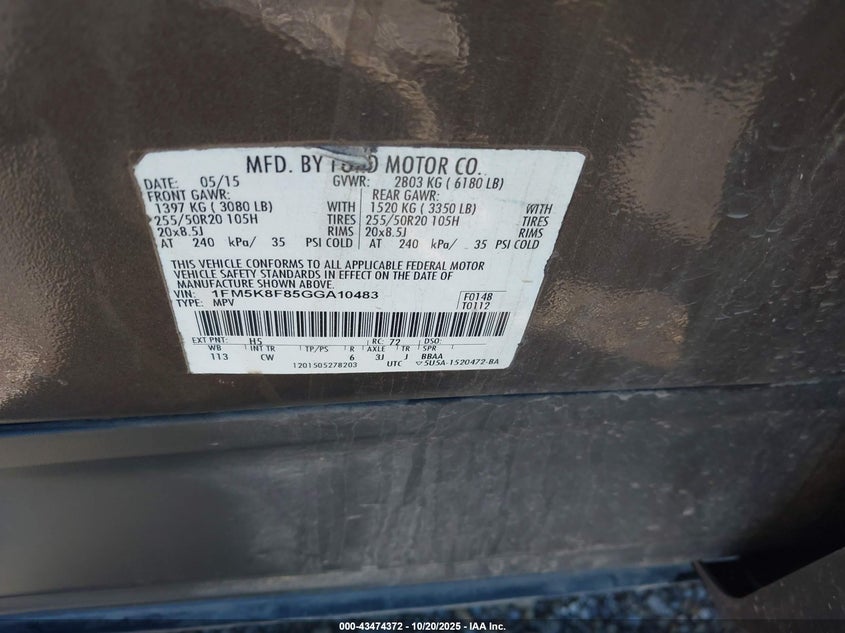 MFD. BY FORD MOTOR CO.
DATE: 05/15 GVWR: 2803 KG ( 6180 LB)
FRONT GAWR: REAR GAWR:
1397 KG ( 3080 LB) WITH 1520 KG ( 3350 LB) WITH
255/50R20 105H TIRES 255/50R20 105H TIRES
20x8.5J RIMS 20x8.5J RIMS
AT 240 kPa/ 35 PSI COLD AT 240 kPa/ 35 PSI COLD
THIS VEHICLE CONFORMS TO ALL APPLICABLE FEDERAL MOTOR
VEHICLE SAFETY STANDARDS IN EFFECT ON THE DATE OF
MANUFACTURE SHOWN ABOVE.
VIN: 1FM5K8F85GGA10483 F0148
TYPE: MPV T0112
EXT PNT: H5 RC: 72 DSO:
WB INT TR TP/PS R AXLE TR SPR
113 CW 6 3J J BBAA
1201505278203 UTC ▽5U5A-1520472-BA
000-43474372 | 10/20/2025 | IAA Inc.